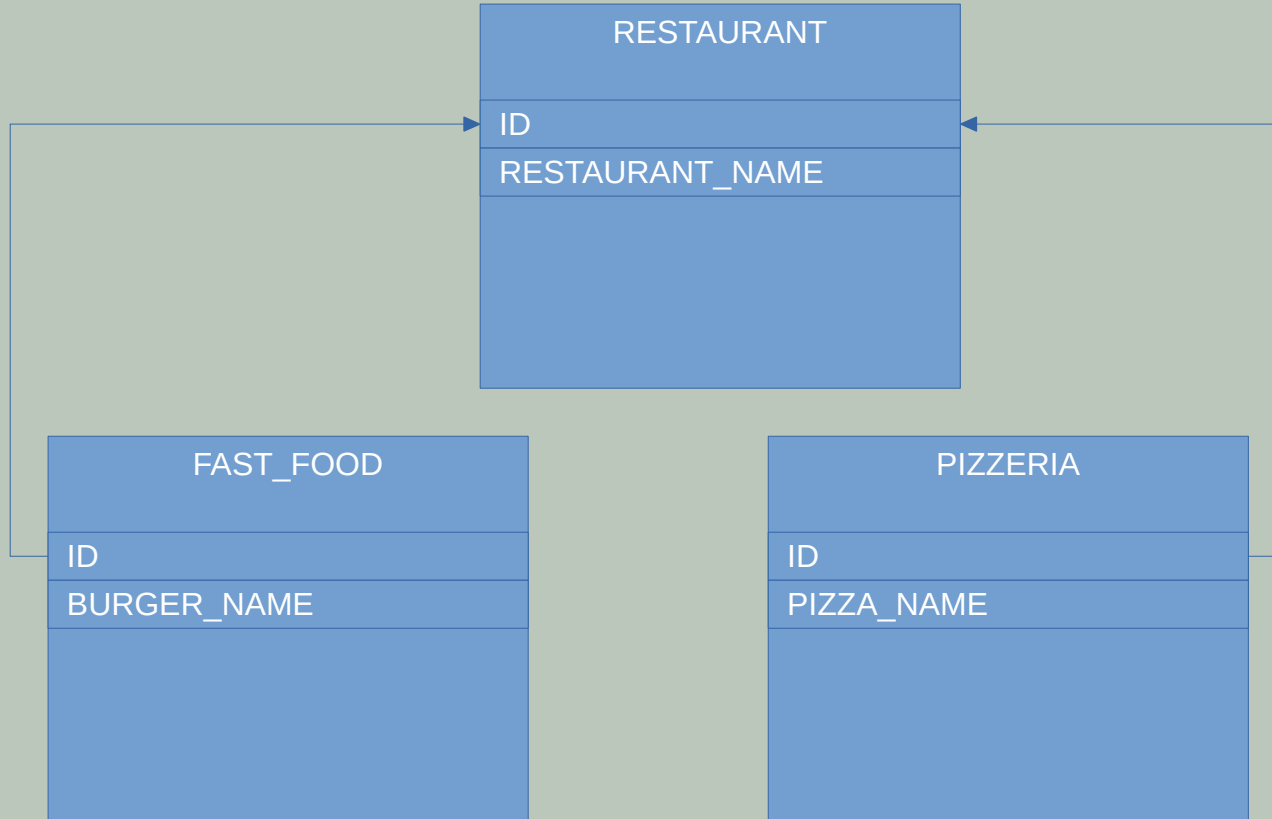 RESTAURANT
ID
RESTAURANT_NAME
FAST_FOOD
ID
BURGER_NAME
PIZZERIA
ID
PIZZA_NAME